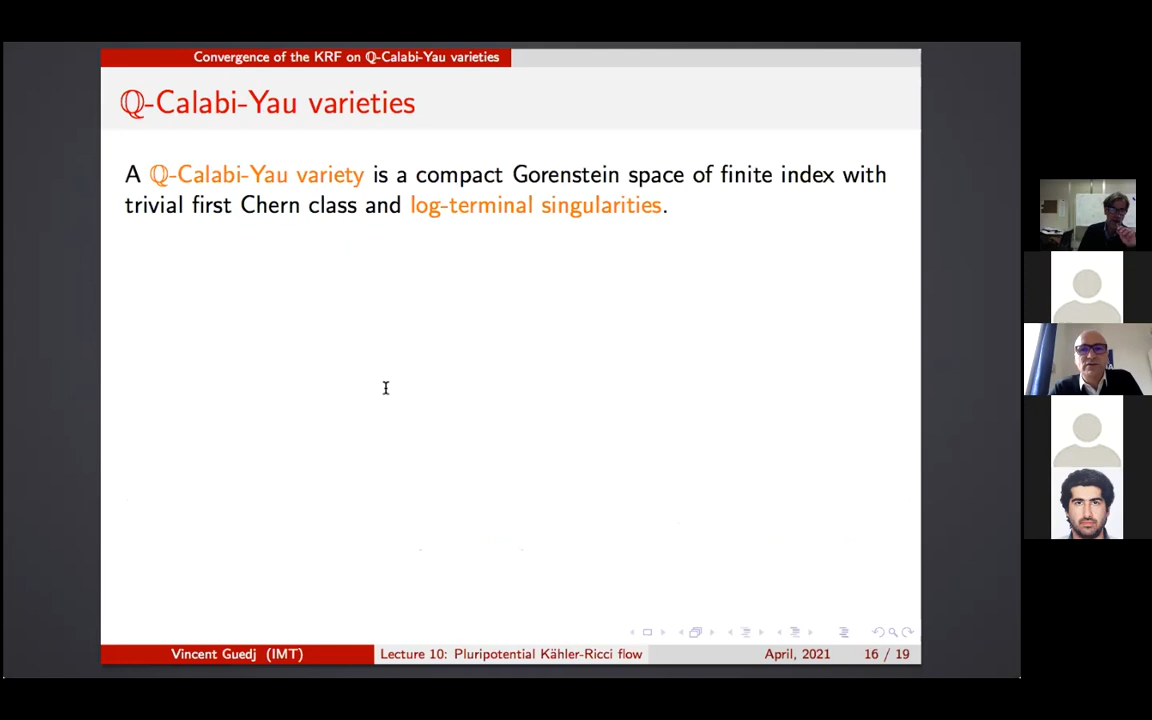 Convergence of the KRF on ℚ-Calabi-Yau varieties
ℚ-Calabi-Yau varieties
A ℚ-Calabi-Yau variety is a compact Gorenstein space of finite index with
trivial first Chern class and log-terminal singularities.
Vincent Guedj (IMT) Lecture 10: Pluripotential Kähler-Ricci flow April, 2021 16 / 19